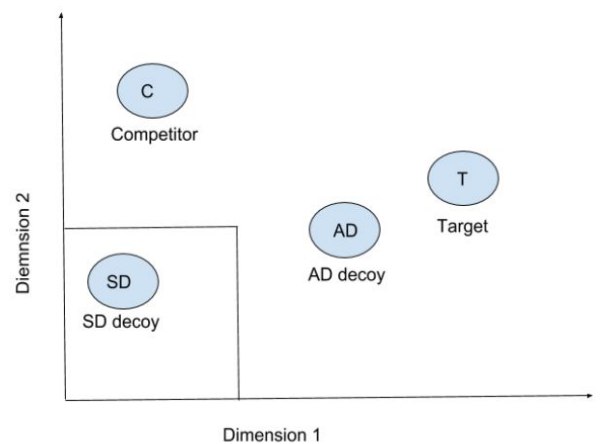 C
Competitor
T
Target
AD
AD decoy
SD
SD decoy
Diemnsion 2
Dimension 1